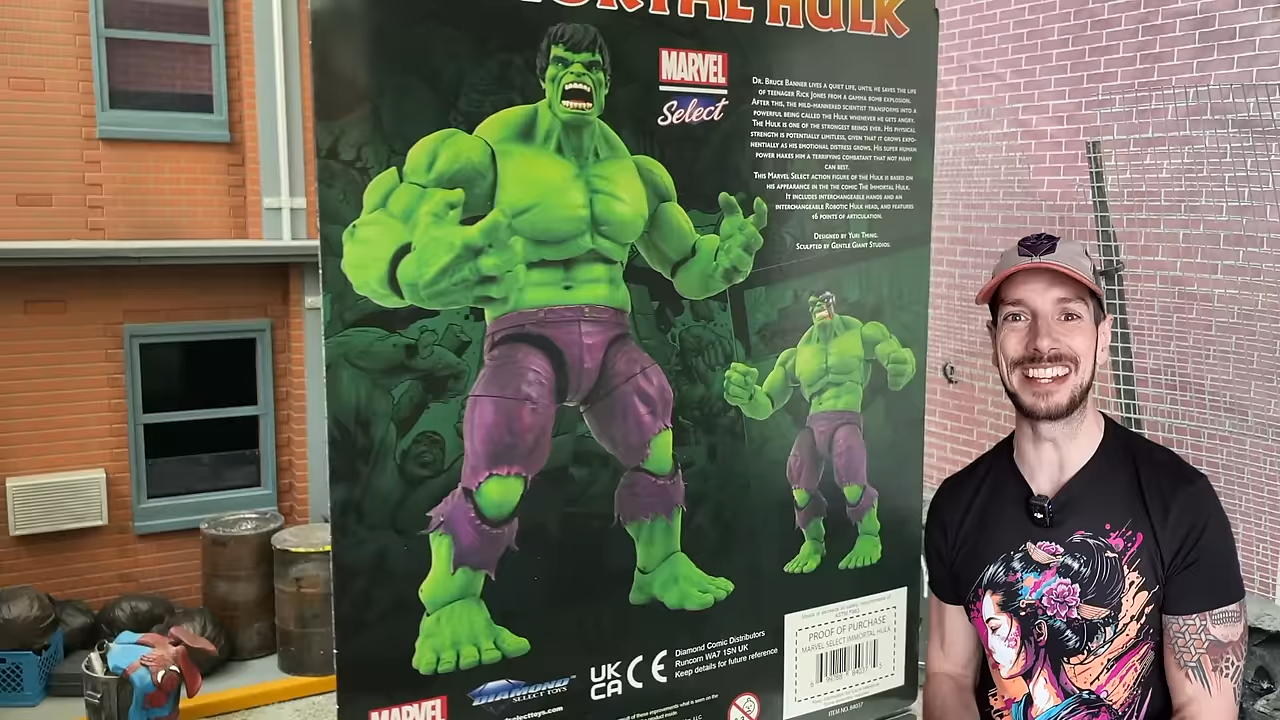 MORTAL HULK
MARVEL
Select
DR. BRUCE BANNER LIVES A QUIET LIFE, UNTIL HE SAVES THE LIFE
OF TEENAGER RICK JONES FROM A GAMMA BOMB EXPLOSION.
AFTER THIS, THE MILD-MANNERED SCIENTIST TRANSFORMS INTO A
POWERFUL BEING CALLED THE HULK WHENEVER HE GETS ANGRY.
THE HULK IS ONE OF THE STRONGEST BEINGS EVER. HIS PHYSICAL
STRENGTH IS POTENTIALLY LIMITLESS, GIVEN THAT IT GROWS EXPO-
NENTIALLY AS HIS EMOTIONAL DISTRESS GROWS. HIS SUPER HUMAN
POWER MAKES HIM A TERRIFYING COMBATANT THAT NOT MANY
CAN BEST.
THIS MARVEL SELECT ACTION FIGURE OF THE HULK IS BASED ON
HIS APPEARANCE IN THE THE COMIC THE IMMORTAL HULK.
IT INCLUDES INTERCHANGEABLE HANDS AND AN
INTERCHANGEABLE ROBOTIC HULK HEAD, AND FEATURES
16 POINTS OF ARTICULATION.
DESIGNED BY YURI TMING.
SCULPTED BY GENTLE GIANT STUDIOS.
PROOF OF PURCHASE
MARVEL SELECT IMMORTAL HULK
ITEM NO. 84037
UK
CA
CE
Diamond Comic Distributors
Runcorn WA7 1SN UK
Keep details for future reference
DIAMOND
SELECT TOYS
MARVEL